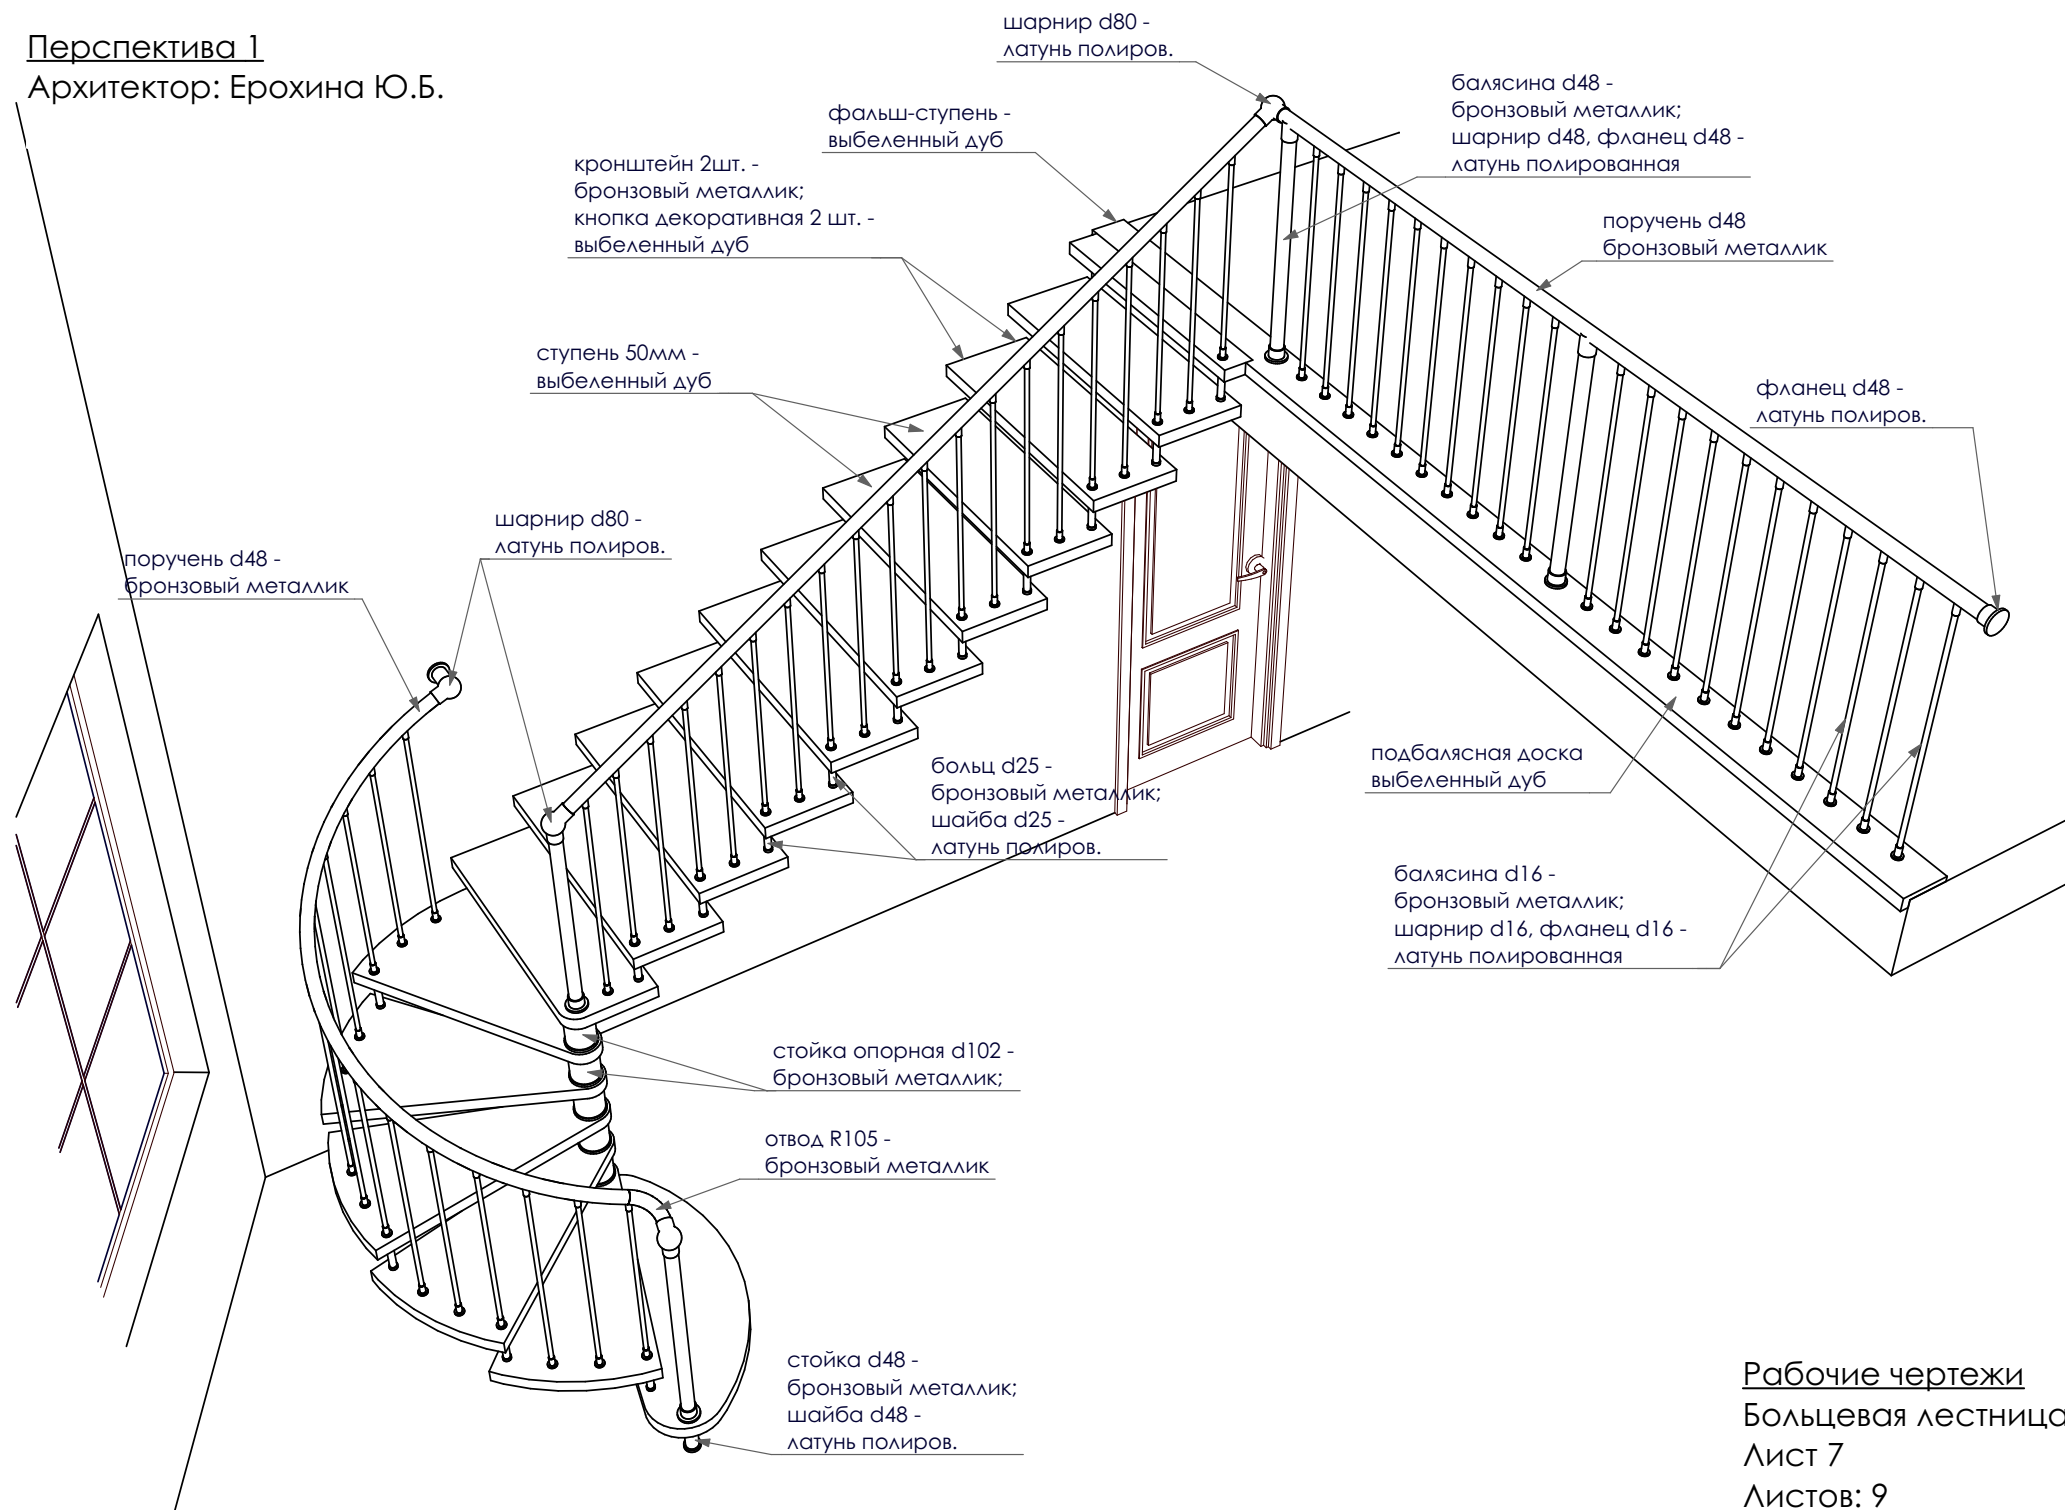 Перспектива 1
Архитектор: Ерохина Ю.Б.
шарнир d80 -
латунь полиров.
балясина d48 -
бронзовый металлик;
шарнир d48, фланец d48 -
латунь полированная
фальш-ступень -
выбеленный дуб
кронштейн 2шт. -
бронзовый металлик;
кнопка декоративная 2 шт. -
выбеленный дуб
поручень d48
бронзовый металлик
ступень 50мм -
выбеленный дуб
фланец d48 -
латунь полиров.
шарнир d80 -
латунь полиров.
поручень d48 -
бронзовый металлик
больц d25 -
бронзовый металлик;
шайба d25 -
латунь полиров.
подбалясная доска
выбеленный дуб
балясина d16 -
бронзовый металлик;
шарнир d16, фланец d16 -
латунь полированная
стойка опорная d102 -
бронзовый металлик;
отвод R105 -
бронзовый металлик
стойка d48 -
бронзовый металлик;
шайба d48 -
латунь полиров.
Рабочие чертежи
Больцевая лестница
Лист 7
Листов: 9